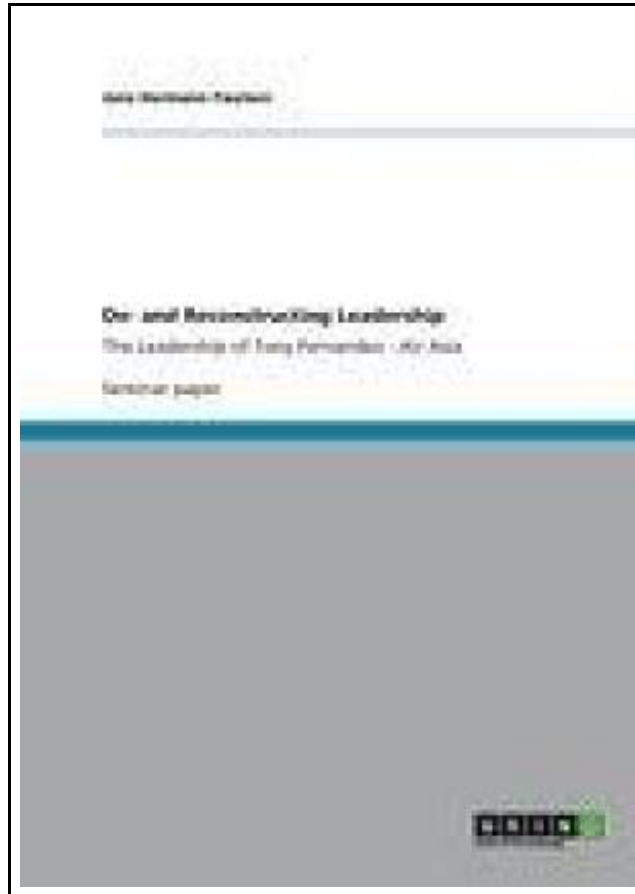 De- and Reconstructing Leadership
The Leadership of Tony Fernandes - Air Asia
Seminar paper